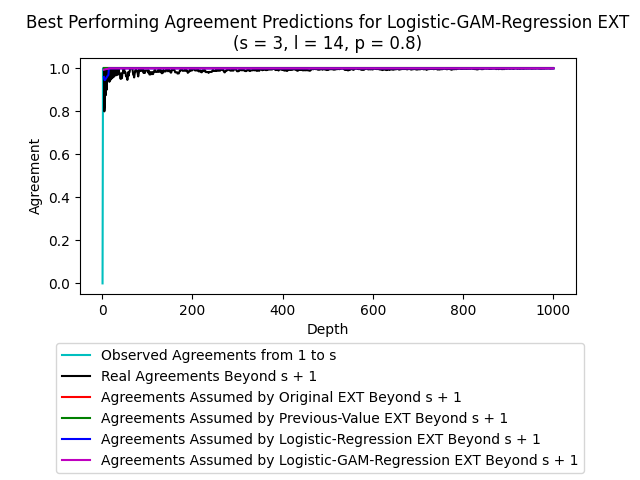 Best Performing Agreement Predictions for Logistic-GAM-Regression EXT
(s = 3, l = 14, p = 0.8)
1.0
0.8
0.6
0.4
0.2
0.0
Agreement
0 200 400 600 800 1000
Depth
Observed Agreements from 1 to s
Real Agreements Beyond s + 1
Agreements Assumed by Original EXT Beyond s + 1
Agreements Assumed by Previous-Value EXT Beyond s + 1
Agreements Assumed by Logistic-Regression EXT Beyond s + 1
Agreements Assumed by Logistic-GAM-Regression EXT Beyond s + 1